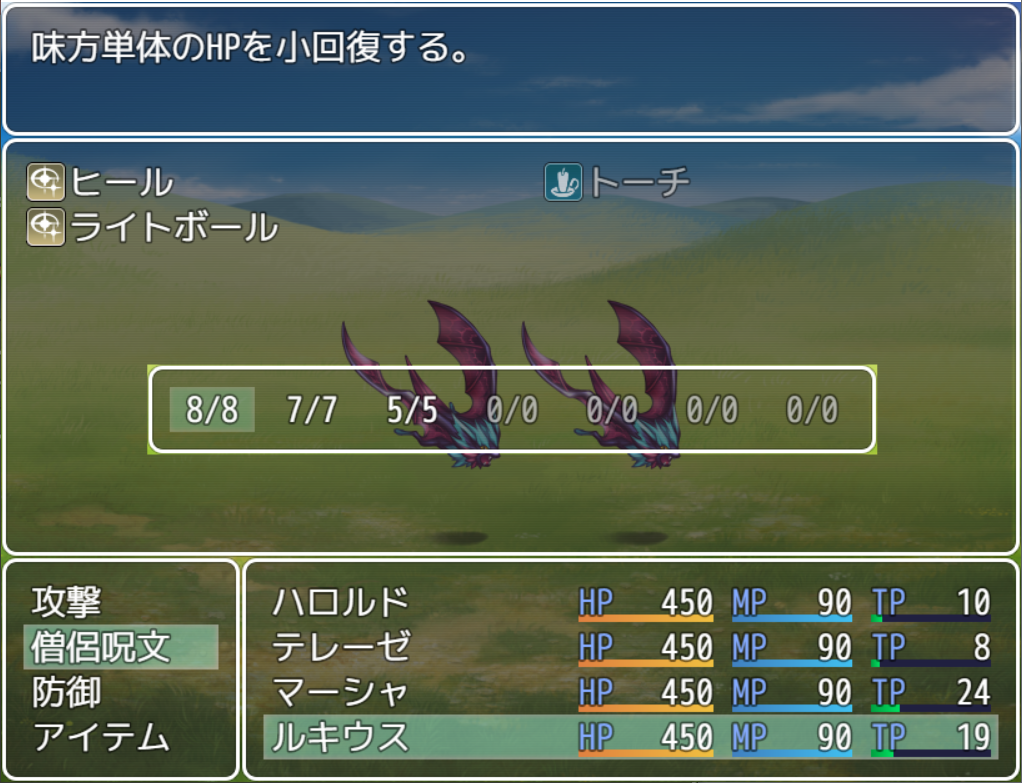 味方単体のHPを小回復する。
ヒール トーチ
ライトボール
8/8 7/7 5/5 0/0 0/0 0/0 0/0
攻撃
僧侶呪文
防御
アイテム
ハロルド HP 450 MP 90 TP 10
テレーゼ HP 450 MP 90 TP 8
マーシャ HP 450 MP 90 TP 24
ルキウス HP 450 MP 90 TP 19